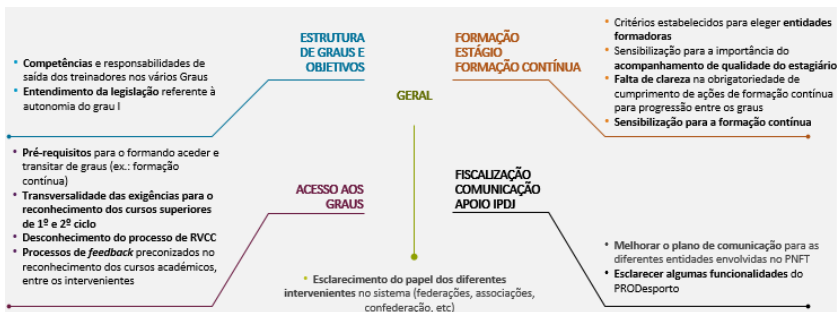 ESTRUTURA
DE GRAUS E
OBJETIVOS
• Competências e responsabilidades de
saída dos treinadores nos vários Graus
• Entendimento da legislação referente à
autonomia do grau I
FORMAÇÃO
ESTÁGIO
FORMAÇÃO CONTÍNUA
• Critérios estabelecidos para eleger entidades
formadoras
• Sensibilização para a importância do
acompanhamento de qualidade do estagiário
• Falta de clareza na obrigatoriedade de
cumprimento de ações de formação contínua
para progressão entre os graus
• Sensibilização para a formação contínua
GERAL
• Pré-requisitos para o formando aceder e
transitar de graus (ex.: formação
contínua)
• Transversalidade das exigências para o
reconhecimento dos cursos superiores
de 1º e 2º ciclo
• Desconhecimento do processo de RVCC
• Processos de feedback preconizados no
reconhecimento dos cursos académicos,
entre os intervenientes
ACESSO AOS
GRAUS
FISCALIZAÇÃO
COMUNICAÇÃO
APOIO IPDJ
• Melhorar o plano de comunicação para as
diferentes entidades envolvidas no PNFT
• Esclarecer algumas funcionalidades do
PRODesporto
• Esclarecimento do papel dos diferentes
intervenientes no sistema (federações, associações,
confederação, etc)